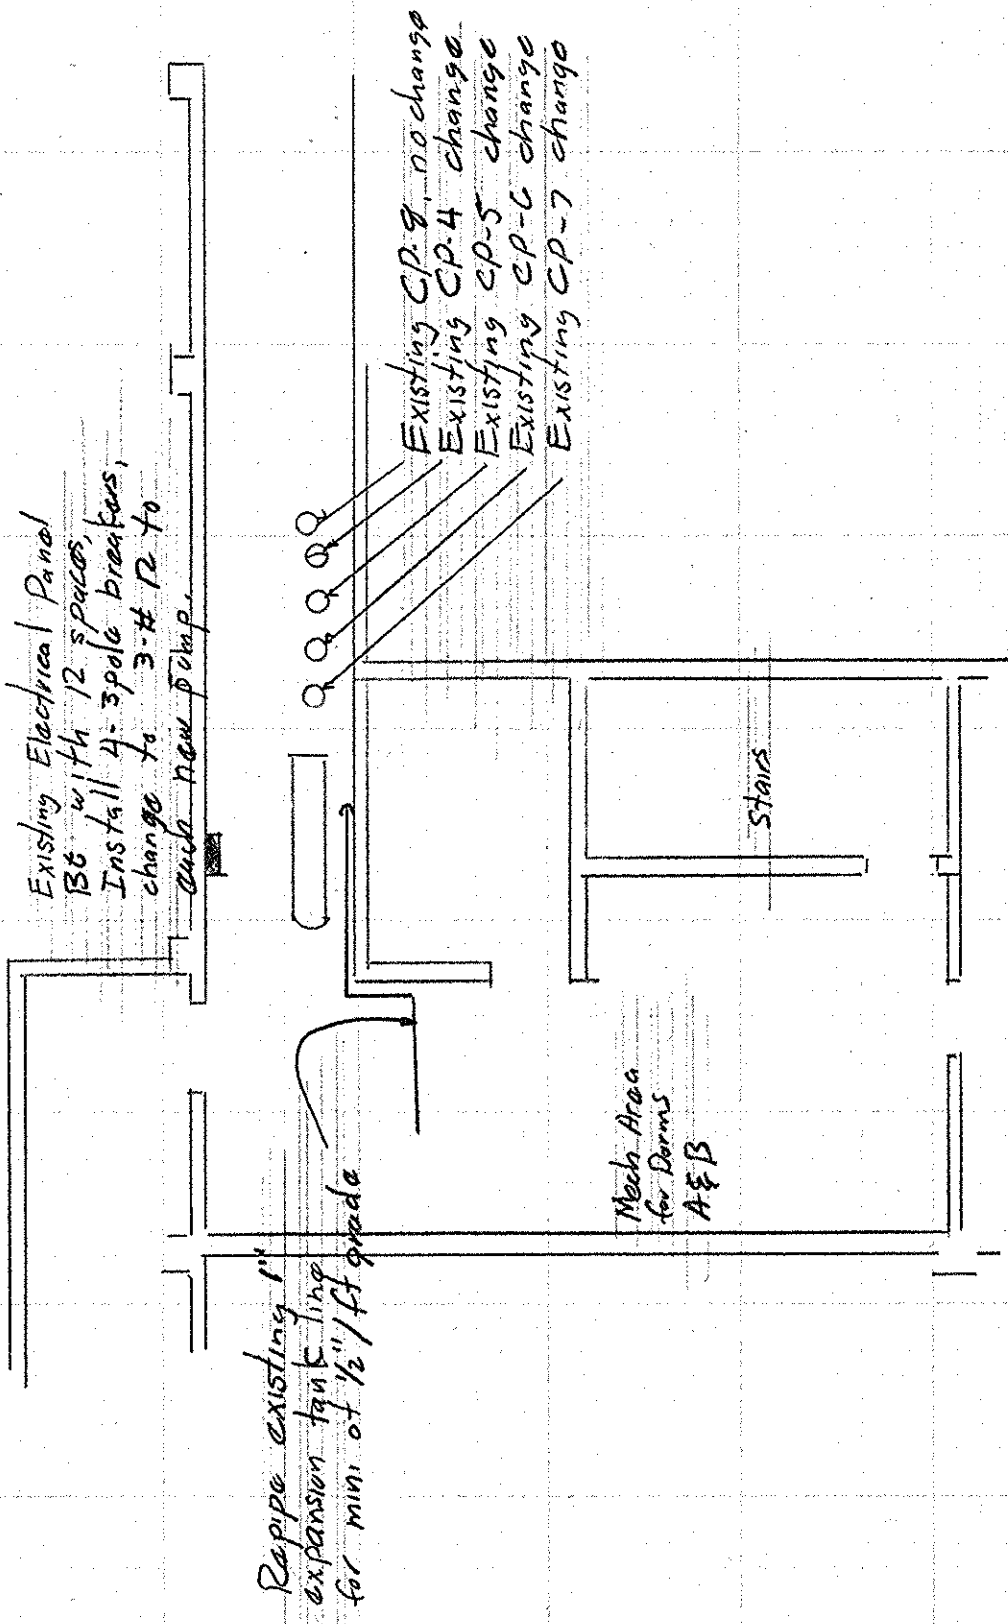 Existing Electrical Panel
BE with 12 spaces,
Install 4-3pole breakers,
change to 3-# 12 to
each new pump.
Existing CP-8, no change
Existing CP-4 change
Existing CP-5 change
Existing CP-6 change
Existing CP-7 change
Repipe existing 1"
expansion tank line
for mini of 1/2"/ft grade
Mech Area
for Dorms
A&B
Stairs